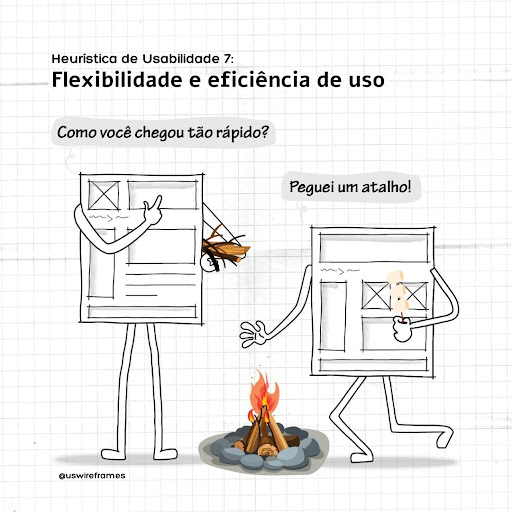 Heurística de Usabilidade 7:
Flexibilidade e eficiência de uso
Como você chegou tão rápido?
Peguei um atalho!
@uswireframes